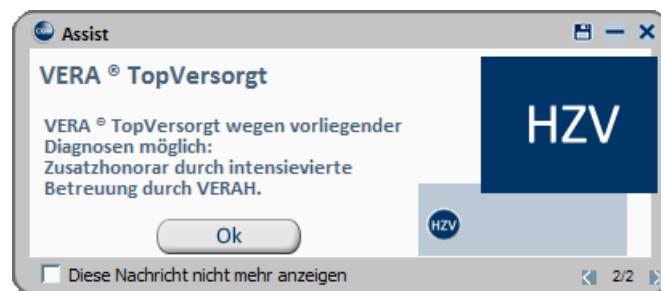 CGM Assist
VERA ® TopVersorgt
HZV
VERA ® TopVersorgt wegen vorliegender
Diagnosen möglich:
Zusatzhonorar durch intensievierte
Betreuung durch VERAH.
HZV
Ok
Diese Nachricht nicht mehr anzeigen
2/2